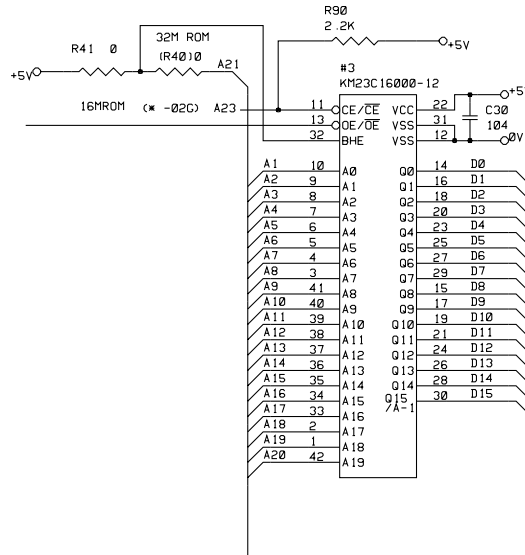 R90
2.2K
+5V
32M ROM
R41 0
(R40)0
A21
+5V
#3
KM23C16000-12
16MROM (* -02G) A23
11 CE/CE VCC 22 +5
13 OE/OE VSS 31 C30
32 BHE VSS 12 104
0V
A1 10 A0 Q0 14 D0
A2 9 A1 Q1 16 D1
A3 8 A2 Q2 18 D2
A4 7 A3 Q3 20 D3
A5 6 A4 Q4 23 D4
A6 5 A5 Q5 25 D5
A7 4 A6 Q6 27 D6
A8 3 A7 Q7 29 D7
A9 41 A8 Q8 15 D8
A10 40 A9 Q9 17 D9
A11 39 A10 Q10 19 D10
A12 38 A11 Q11 21 D11
A13 37 A12 Q12 24 D12
A14 36 A13 Q13 26 D13
A15 35 A14 Q14 28 D14
A16 34 A15 Q15 30 D15
/A-1
A17 33 A16
A18 2 A17
A19 1 A18
A20 42 A19